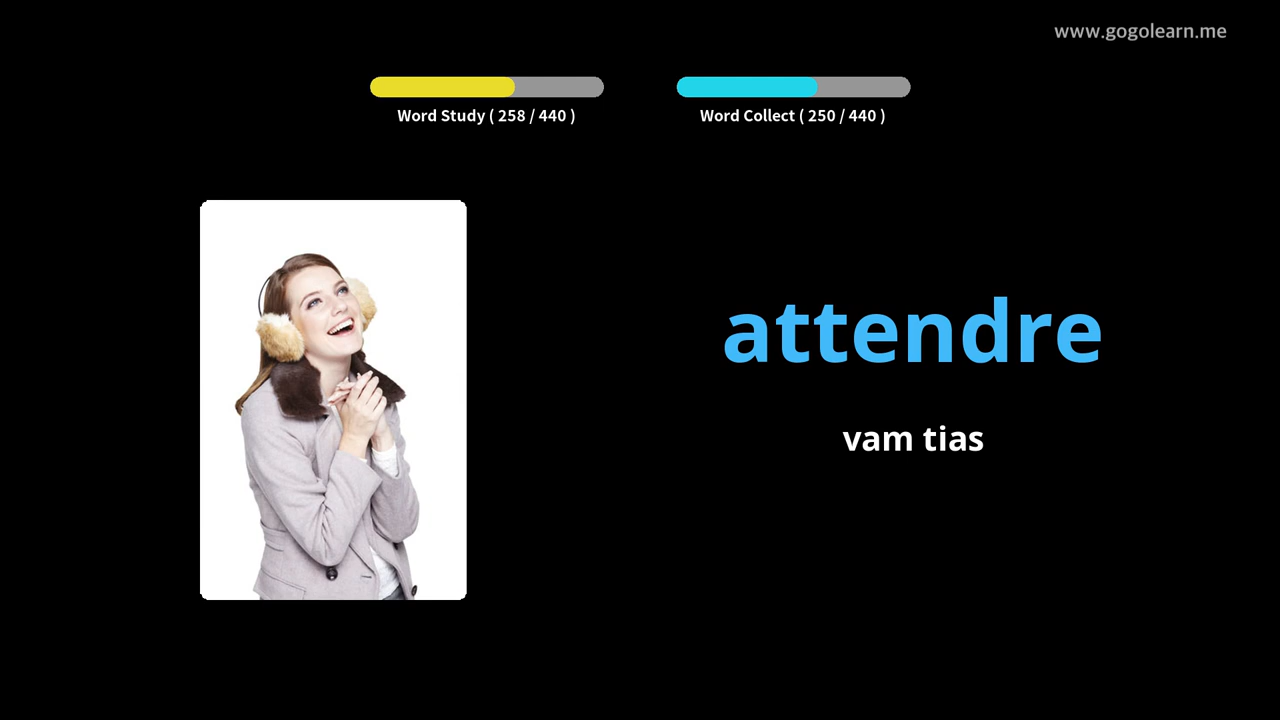 www.gogolearn.me
Word Study ( 258 / 440 )
Word Collect ( 250 / 440 )
attendre
vam tias